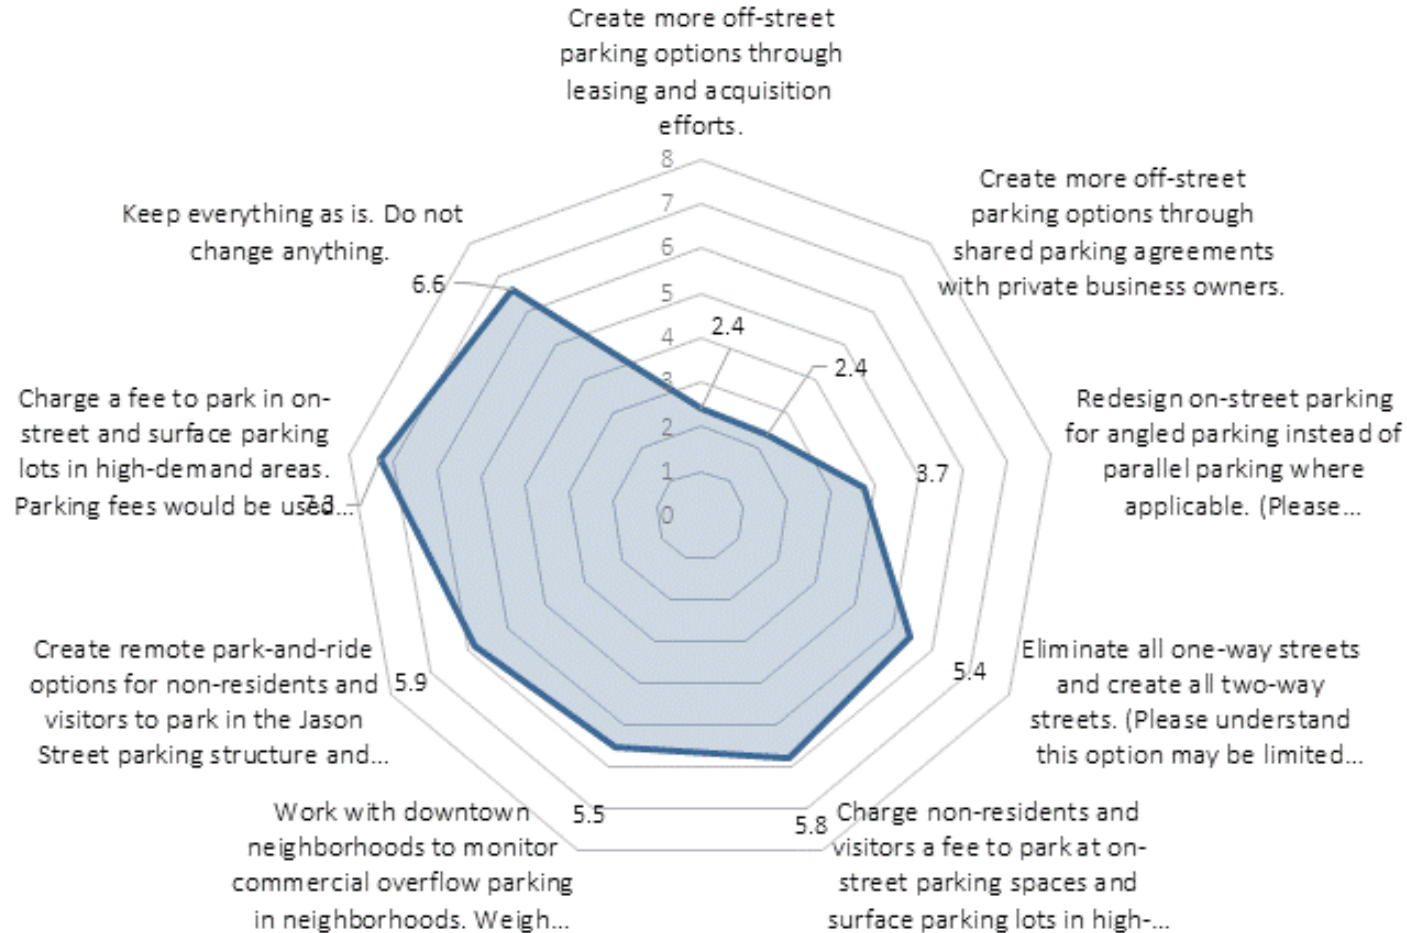 Create more off-street
parking options through
leasing and acquisition
efforts.
8
7
6
5
4
3
2
1
0
2.4
Create more off-street
parking options through
shared parking agreements
with private business owners.
2.4
Redesign on-street parking
for angled parking instead of
parallel parking where
applicable. (Please...
3.7
Eliminate all one-way streets
and create all two-way
streets. (Please understand
this option may be limited...
5.4
Charge non-residents and
visitors a fee to park at on-
street parking spaces and
surface parking lots in high-...
5.8
Work with downtown
neighborhoods to monitor
commercial overflow parking
in neighborhoods. Weigh...
5.5
Create remote park-and-ride
options for non-residents and
visitors to park in the Jason
Street parking structure and...
5.9
Charge a fee to park in on-
street and surface parking
lots in high-demand areas.
Parking fees would be used...
7.3
Keep everything as is. Do not
change anything.
6.6